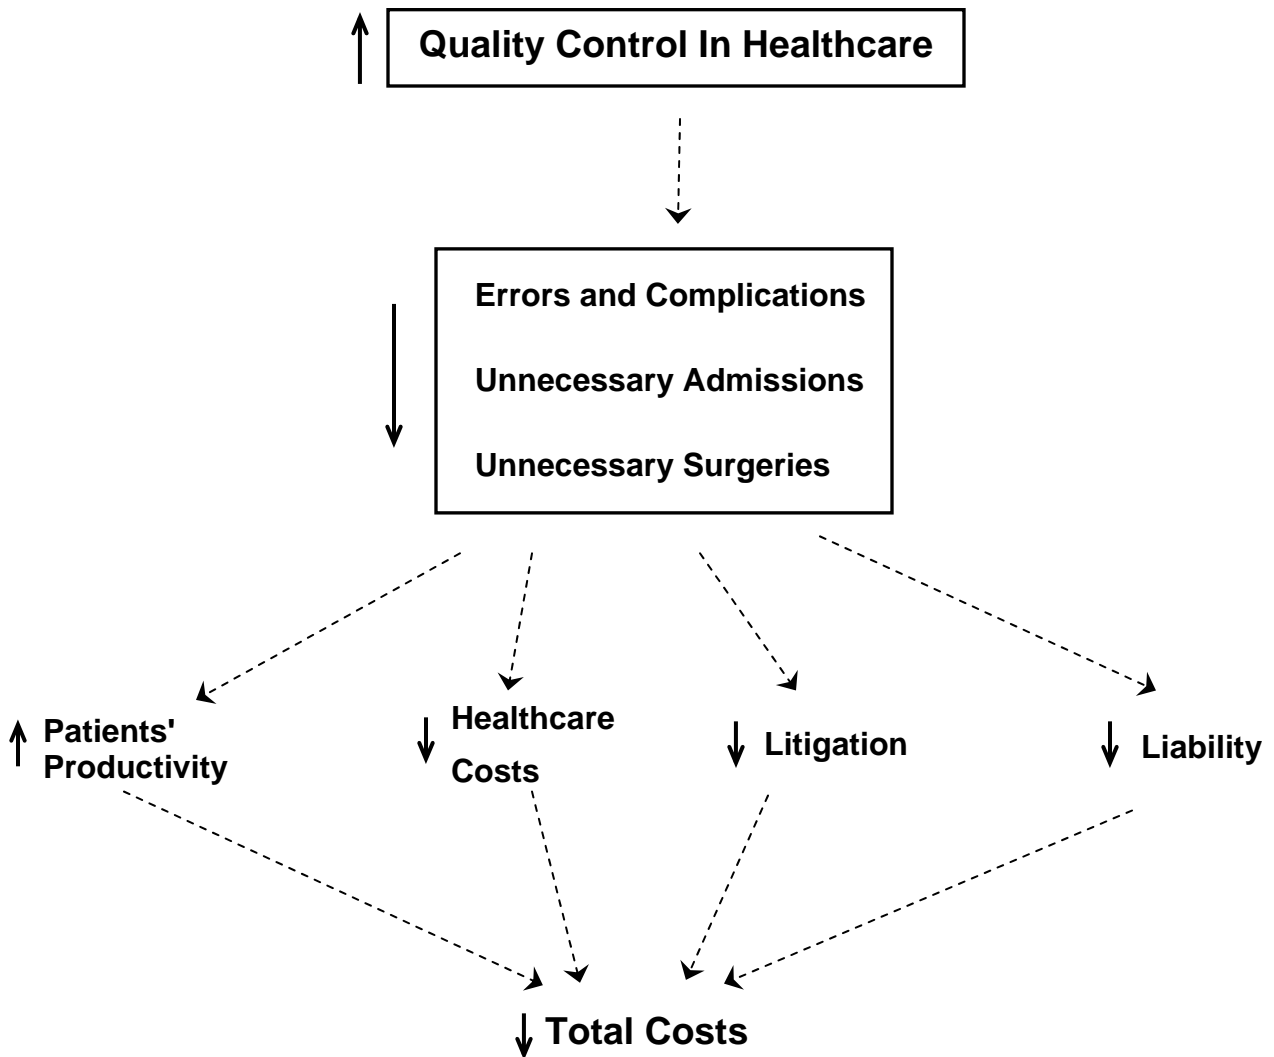 Quality Control In Healthcare
Errors and Complications
Unnecessary Admissions
Unnecessary Surgeries
Patients'
Productivity
Healthcare
Costs
Litigation
Liability
Total Costs